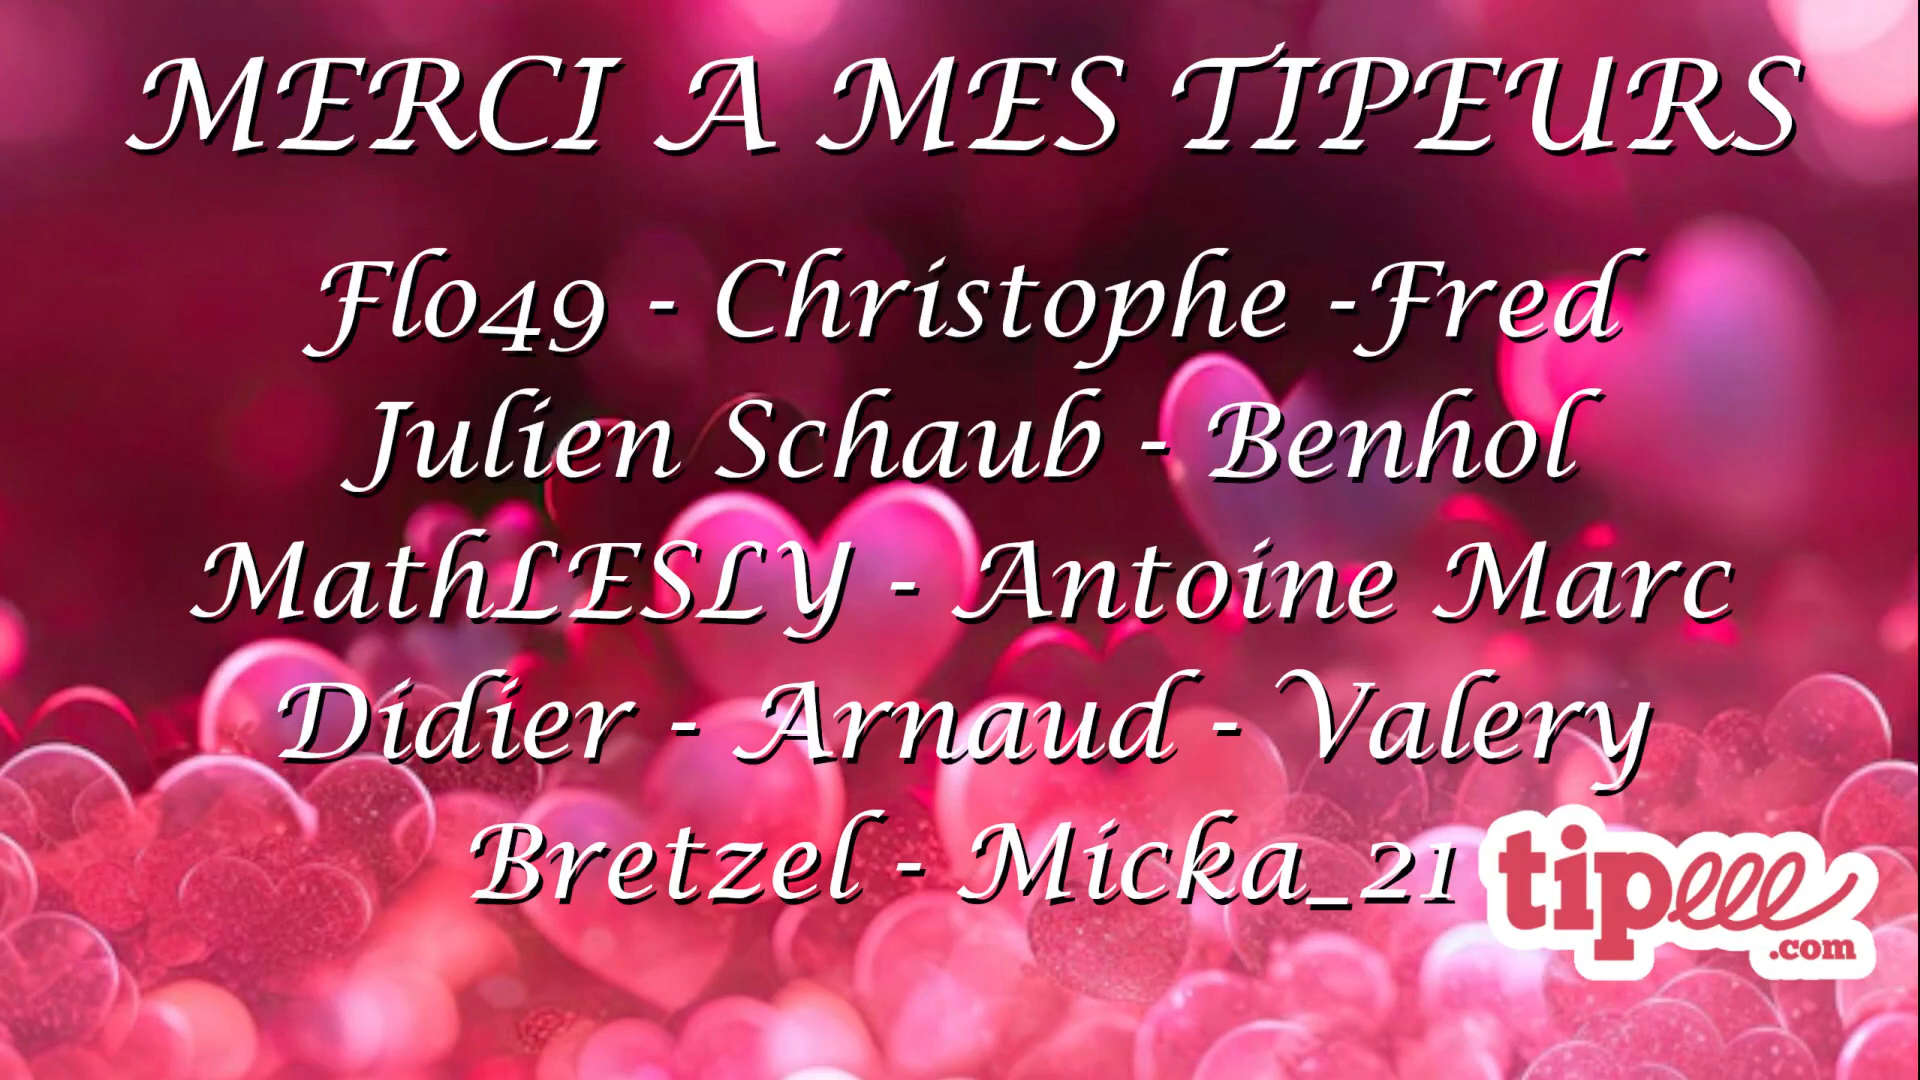 MERCI A MES TIPEURS
Flo49 - Christophe -Fred
Julien Schaub - Benhol
MathLESLY - Antoine Marc
Didier - Arnaud - Valery
Bretzel - Micka_21
tipeee
.com